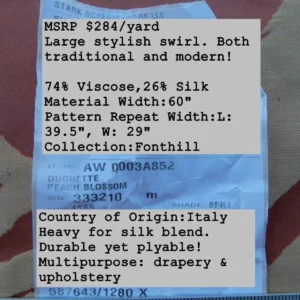 MSRP $284/yard
Large stylish swirl. Both
traditional and modern!
74% Viscose,26% Silk
Material Width:60"
Pattern Repeat Width:L:
39.5", W: 29"
Collection:Fonthill
AW 0003A852
DUQUETTE
PEACH BLOSSOM
333210 m
Country of Origin:Italy
Heavy for silk blend.
Durable yet plyable!
Multipurpose: drapery &
upholstery
587643/1280 X